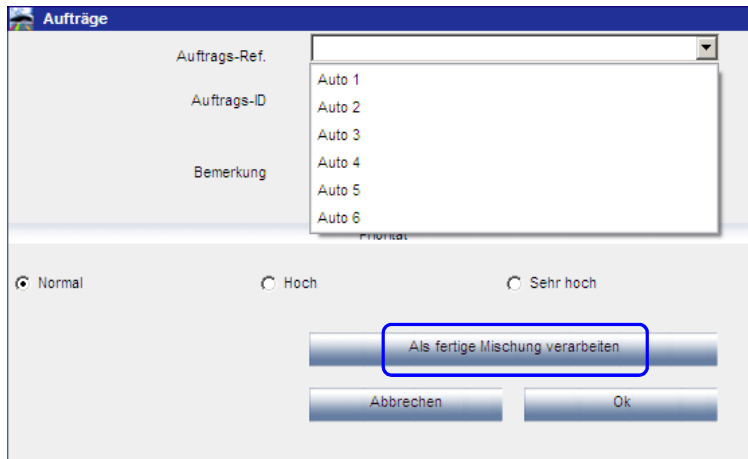 Aufträge
Auftrags-Ref.
Auto 1
Auftrags-ID
Auto 2
Auto 3
Bemerkung
Auto 4
Auto 5
Auto 6
Priorität
Normal
Hoch
Sehr hoch
Als fertige Mischung verarbeiten
Abbrechen
Ok